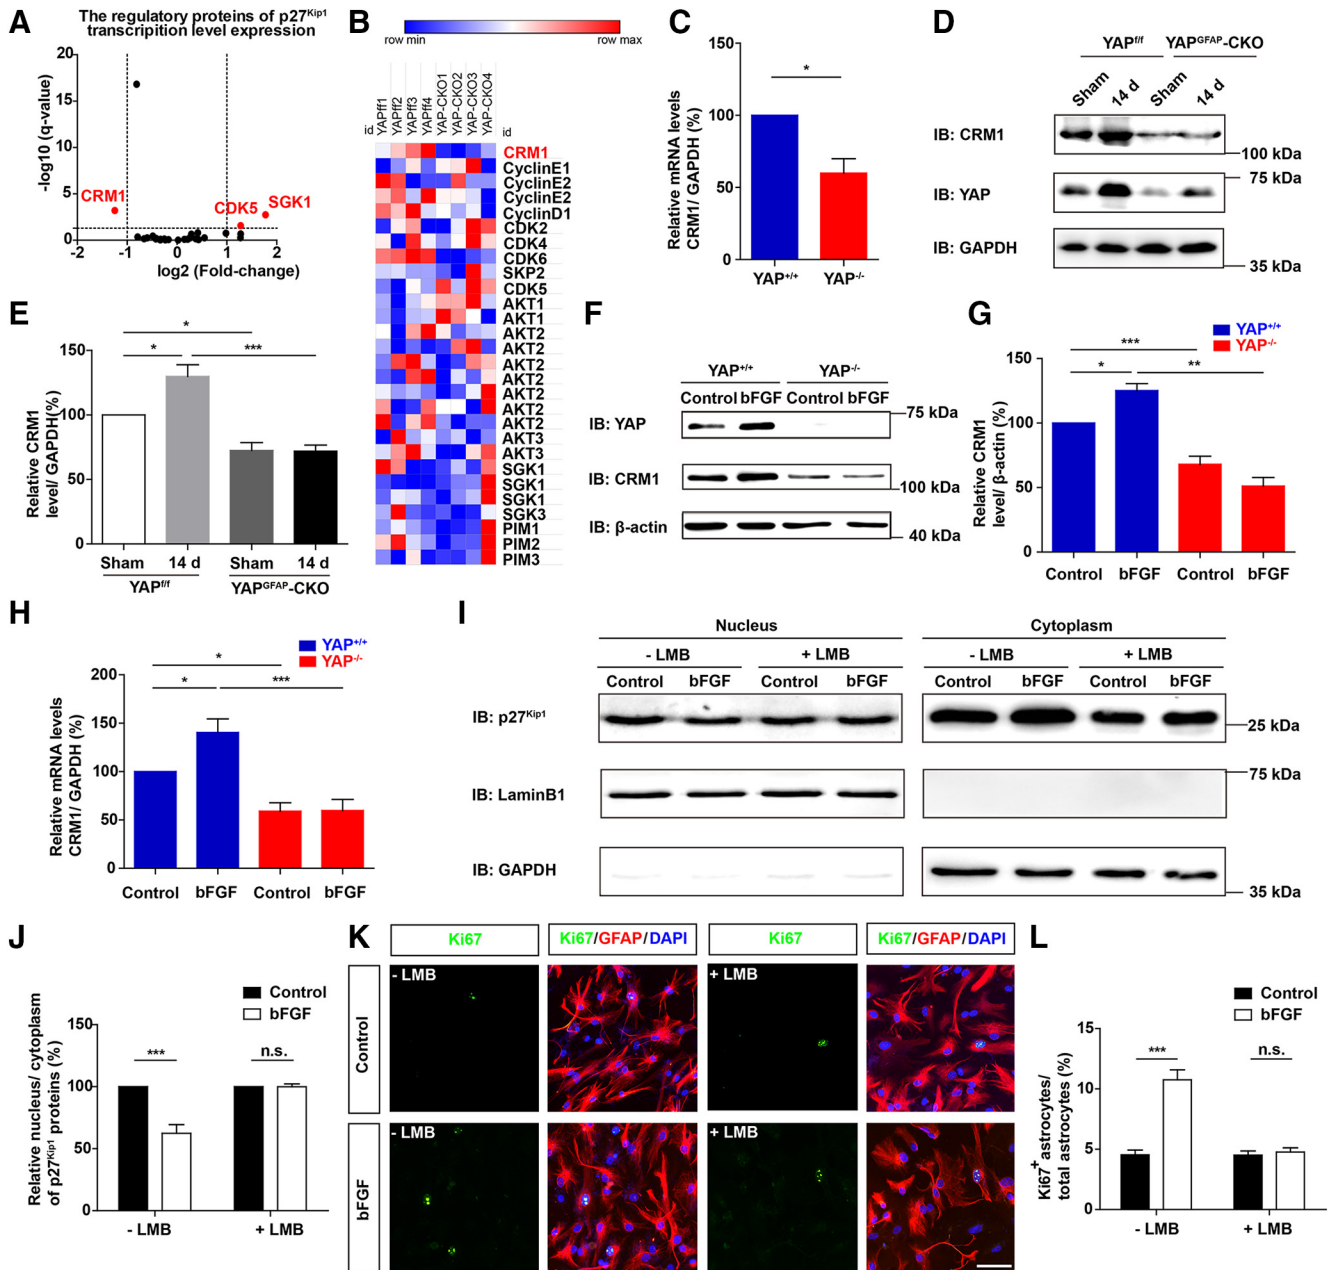 A
The regulatory proteins of p27Kip1
transcripition level expression
-log10 (q-value)
20
15
10
5
0
CRM1
CDK5
SGK1
-2
-1
0
1
2
log2 (Fold-change)
B
row min
row max
id
YAPff1
YAPff2
YAPff3
YAPff4
YAP-CKO1
YAP-CKO2
YAP-CKO3
YAP-CKO4
id
CRM1
CyclinE1
CyclinE2
CyclinE2
CyclinD1
CDK2
CDK4
CDK6
SKP2
CDK5
AKT1
AKT1
AKT2
AKT2
AKT2
AKT2
AKT2
AKT2
AKT2
AKT3
AKT3
SGK1
SGK1
SGK1
SGK3
PIM1
PIM2
PIM3
C
Relative mRNA levels
CRM1/ GAPDH (%)
150
100
50
0
*
YAP+/+
YAP-/-
D
YAPf/f
YAPGFAP-CKO
Sham
14 d
Sham
14 d
IB: CRM1
100 kDa
75 kDa
IB: YAP
IB: GAPDH
35 kDa
E
Relative CRM1
level/ GAPDH(%)
150
100
50
0
*
*
***
Sham
14 d
Sham
14 d
YAPf/f
YAPGFAP-CKO
F
YAP+/+
YAP-/-
Control
bFGF
Control
bFGF
75 kDa
IB: YAP
IB: CRM1
100 kDa
IB: β-actin
40 kDa
G
YAP+/+
YAP-/-
Relative CRM1
level/ β-actin (%)
150
100
50
0
***
*
**
Control
bFGF
Control
bFGF
H
YAP+/+
YAP-/-
Relative mRNA levels
CRM1/ GAPDH (%)
200
150
100
50
0
*
*
***
Control
bFGF
Control
bFGF
I
Nucleus
Cytoplasm
- LMB
+ LMB
- LMB
+ LMB
Control
bFGF
Control
bFGF
Control
bFGF
Control
bFGF
IB: p27Kip1
25 kDa
75 kDa
IB: LaminB1
IB: GAPDH
35 kDa
J
Control
bFGF
Relative nucleus/ cytoplasm
of p27Kip1 proteins (%)
150
100
50
0
***
n.s.
- LMB
+ LMB
K
Ki67
Ki67/GFAP/DAPI
Ki67
Ki67/GFAP/DAPI
Control
- LMB
+ LMB
bFGF
- LMB
+ LMB
L
Control
bFGF
Ki67+ astrocytes/
total astrocytes (%)
15
10
5
0
***
n.s.
- LMB
+ LMB